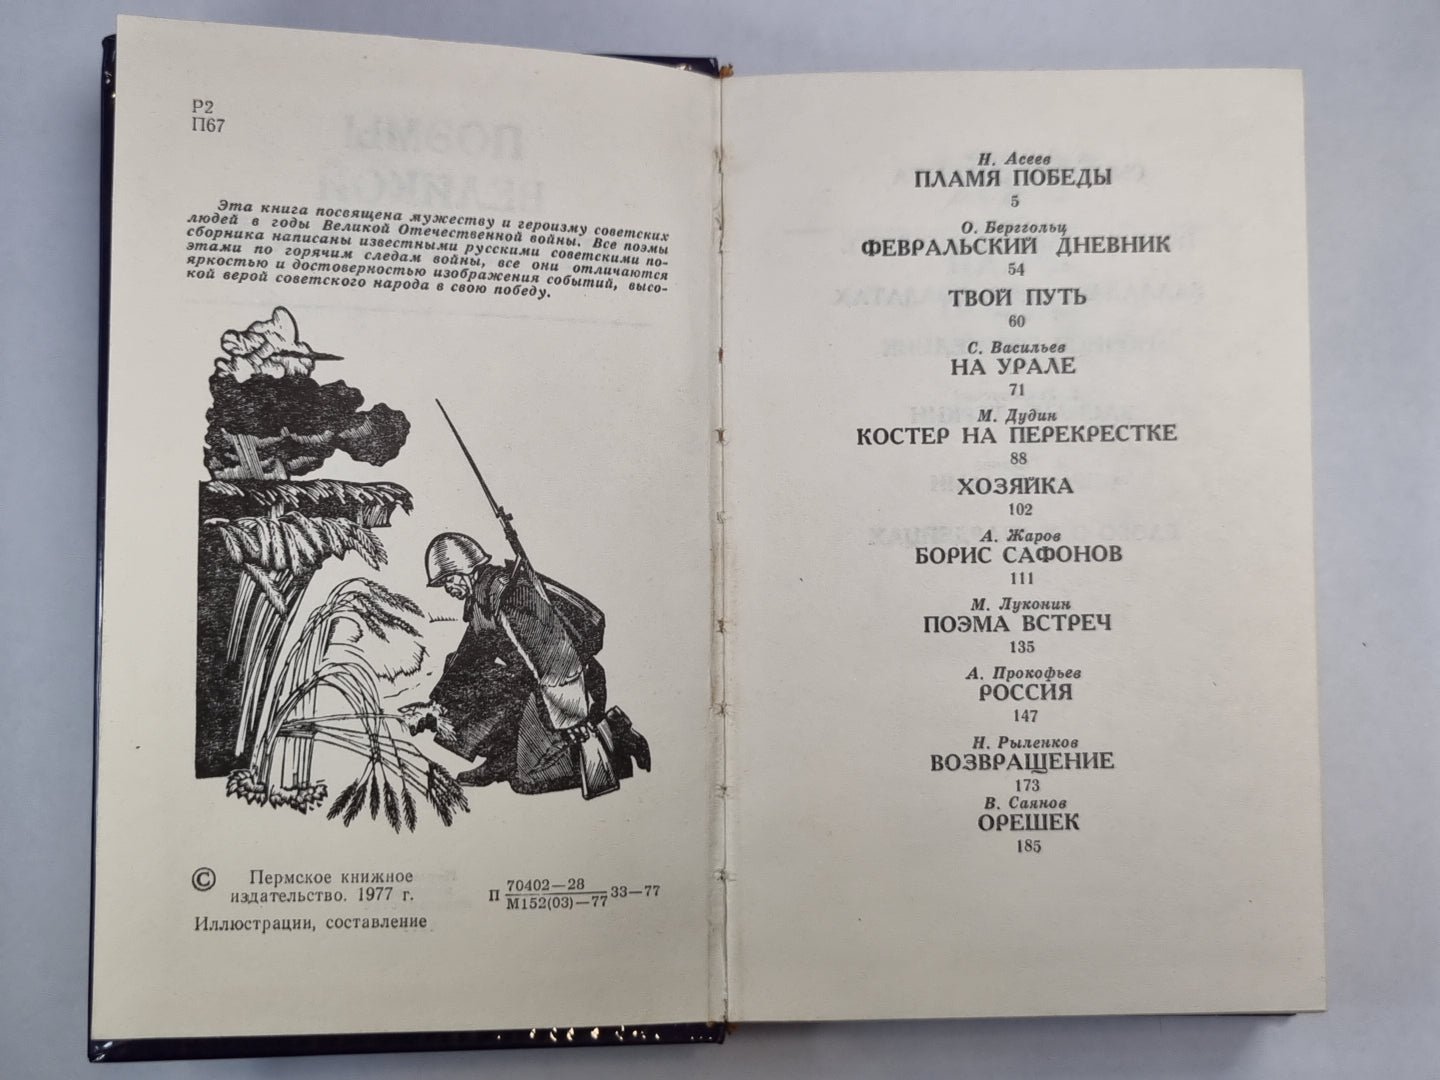 Р2
П67
Эта книга посвящена мужеству и героизму советских
людей в годы Великой Отечественной войны. Все поэмы
сборника написаны известными русскими советскими по-
этами по горячим следам войны, все они отличаются
яркостью и достоверностью изображения событий, высо-
кой верой советского народа в свою победу.
© Пермское книжное
издательство. 1977 г.
Иллюстрации, составление
П 70402—28
М152(03)—77 33—77
Н. Асеев
ПЛАМЯ ПОБЕДЫ
5
О. Берггольц
ФЕВРАЛЬСКИЙ ДНЕВНИК
54
ТВОЙ ПУТЬ
60
С. Васильев
НА УРАЛЕ
71
М. Дудин
КОСТЕР НА ПЕРЕКРЕСТКЕ
88
ХОЗЯЙКА
102
А. Жаров
БОРИС САФОНОВ
111
М. Луконин
ПОЭМА ВСТРЕЧ
135
А. Прокофьев
РОССИЯ
147
Н. Рыленков
ВОЗВРАЩЕНИЕ
173
В. Саянов
ОРЕШЕК
185